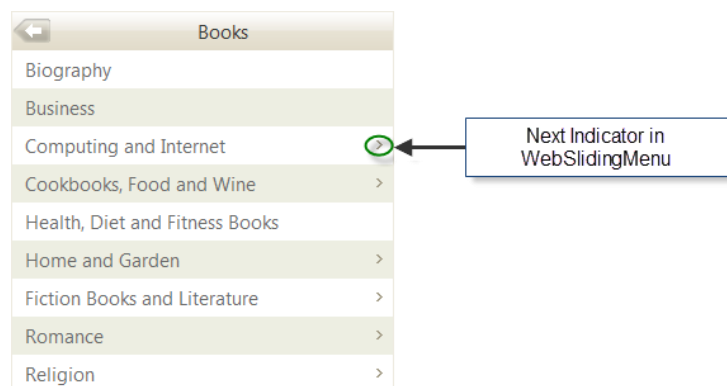 Books
Biography
Business
Computing and Internet
Next Indicator in
WebSlidingMenu
Cookbooks, Food and Wine
Health, Diet and Fitness Books
Home and Garden
Fiction Books and Literature
Romance
Religion